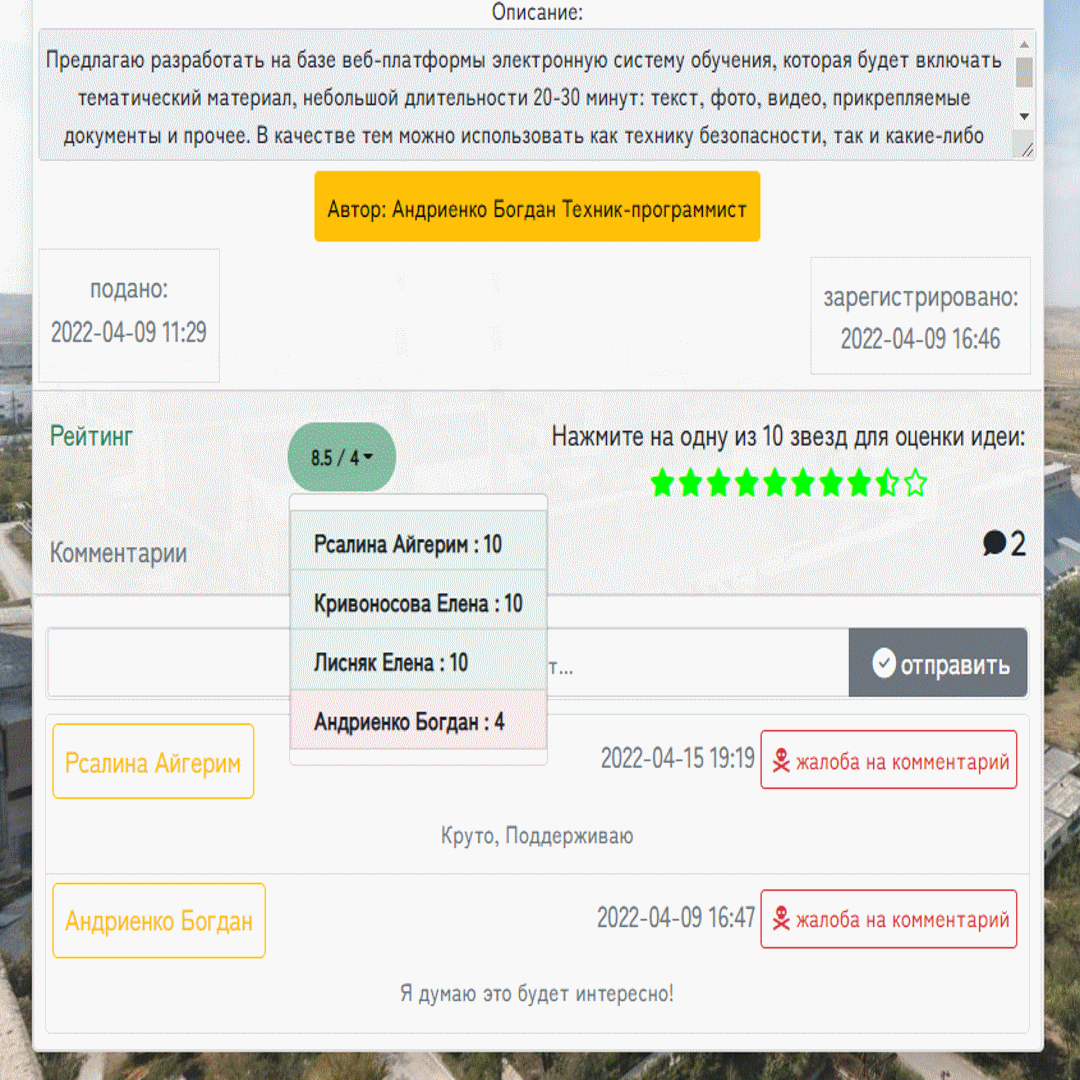 Описание:
Предлагаю разработать на базе веб-платформы электронную систему обучения, которая будет включать
тематический материал, небольшой длительности 20-30 минут: текст, фото, видео, прикрепляемые
документы и прочее. В качестве тем можно использовать как технику безопасности, так и какие-либо
Автор: Андриенко Богдан Техник-программист
подано:
2022-04-09 11:29
зарегистрировано:
2022-04-09 16:46
Рейтинг
8.5 / 4
Нажмите на одну из 10 звезд для оценки идеи:
Комментарии
2
Рсалина Айгерим : 10
Кривоносова Елена : 10
Лисняк Елена : 10
Андриенко Богдан : 4
т...
отправить
Рсалина Айгерим
2022-04-15 19:19
жалоба на комментарий
Круто, Поддерживаю
Андриенко Богдан
2022-04-09 16:47
жалоба на комментарий
Я думаю это будет интересно!